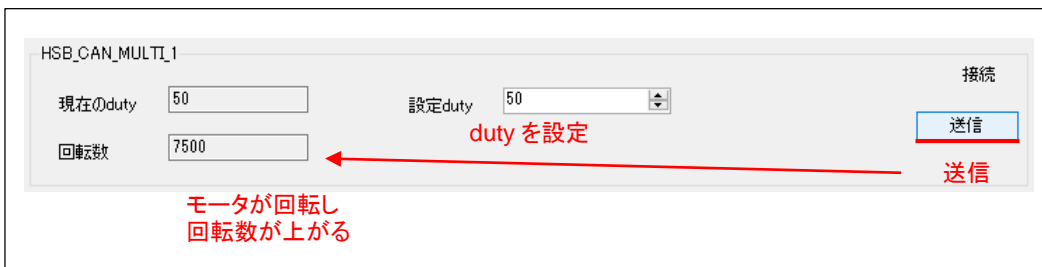 HSB_CAN_MULTI_1
接続
現在のduty 50 設定duty 50
duty を設定
送信
回転数 7500
送信
モータが回転し
回転数が上がる